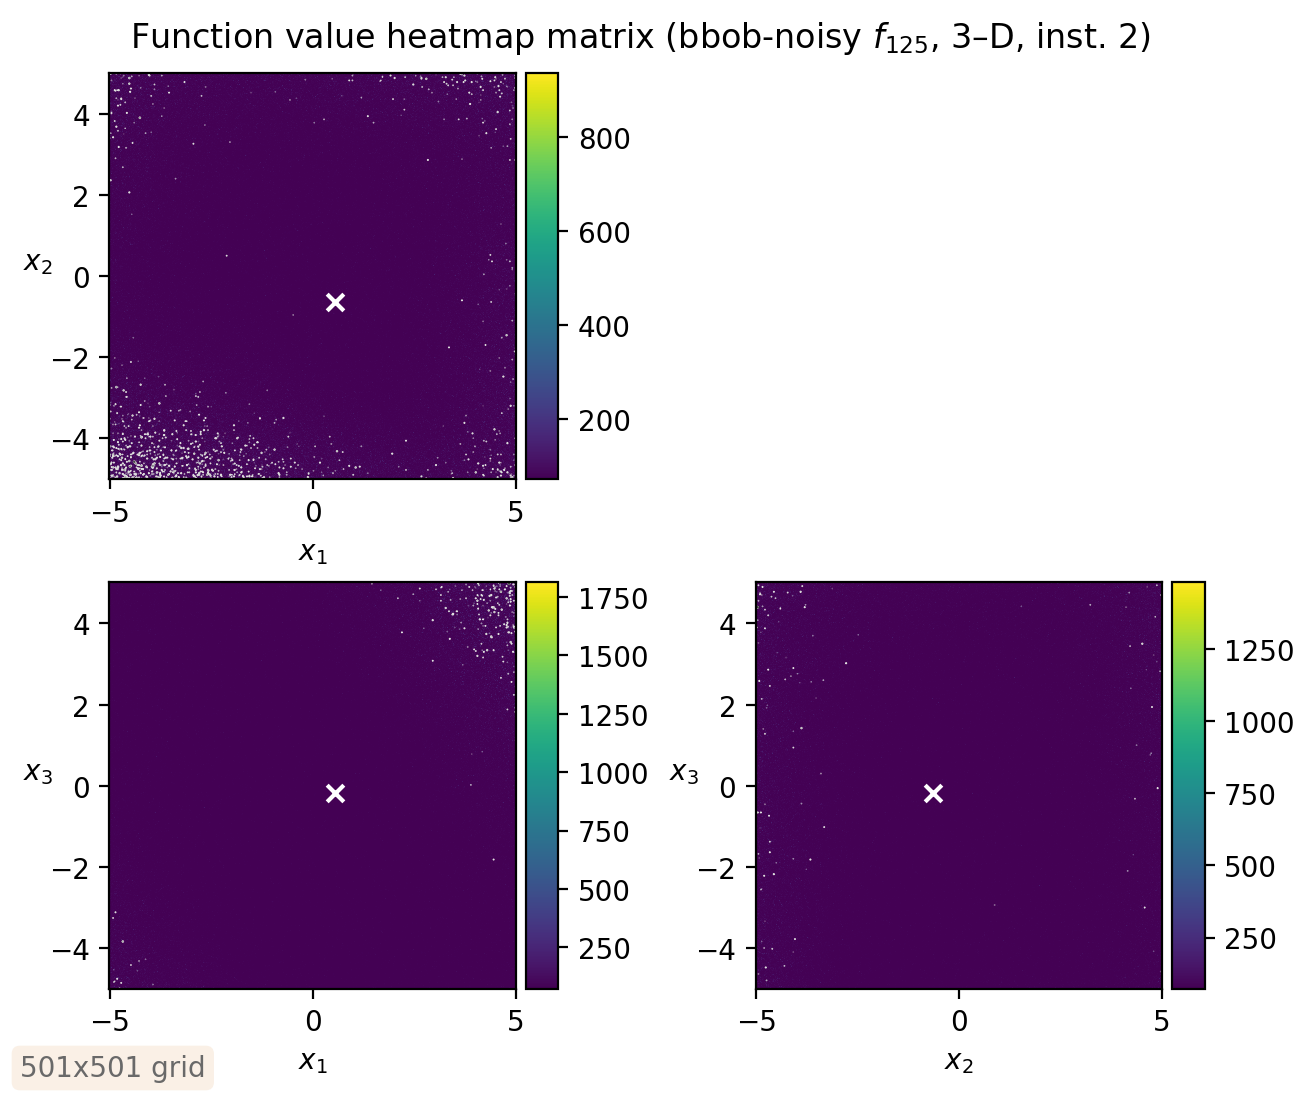 Function value heatmap matrix (bbob-noisy f125, 3–D, inst. 2)
4
2
0
−2
−4
x2
−5 0 5
x1
800
600
400
200
4
2
0
−2
−4
x3
−5 0 5
x1
1750
1500
1250
1000
750
500
250
4
2
0
−2
−4
x3
−5 0 5
x2
1250
1000
750
500
250
501x501 grid